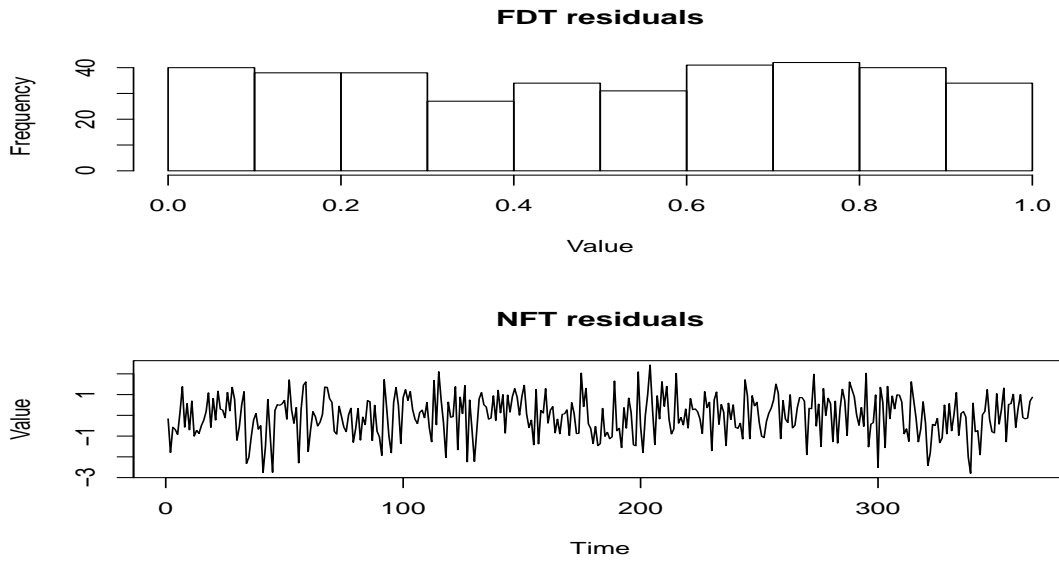 FDT residuals
Frequency
40
20
0
0.0 0.2 0.4 0.6 0.8 1.0
Value
NFT residuals
Value
1
-1
-3
0 100 200 300
Time